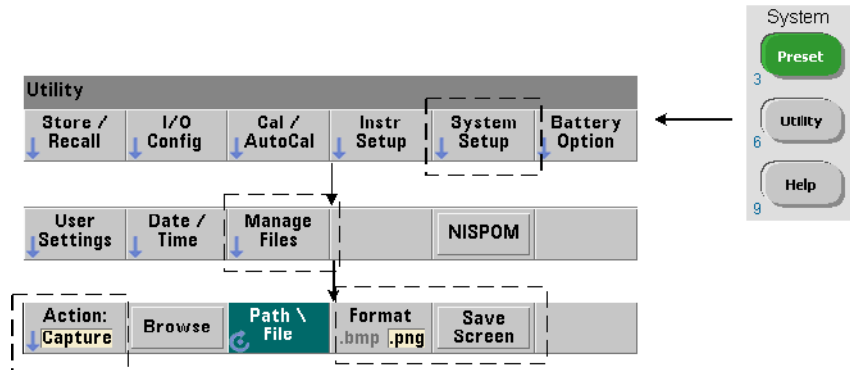 System
Preset
3
Utility
Store / Recall
I/O Config
Cal / AutoCal
Instr Setup
System Setup
Battery Option
Utility
6
Help
9
User Settings
Date / Time
Manage Files
NISPOM
Action: Capture
Browse
Path \ File
Format .bmp .png
Save Screen